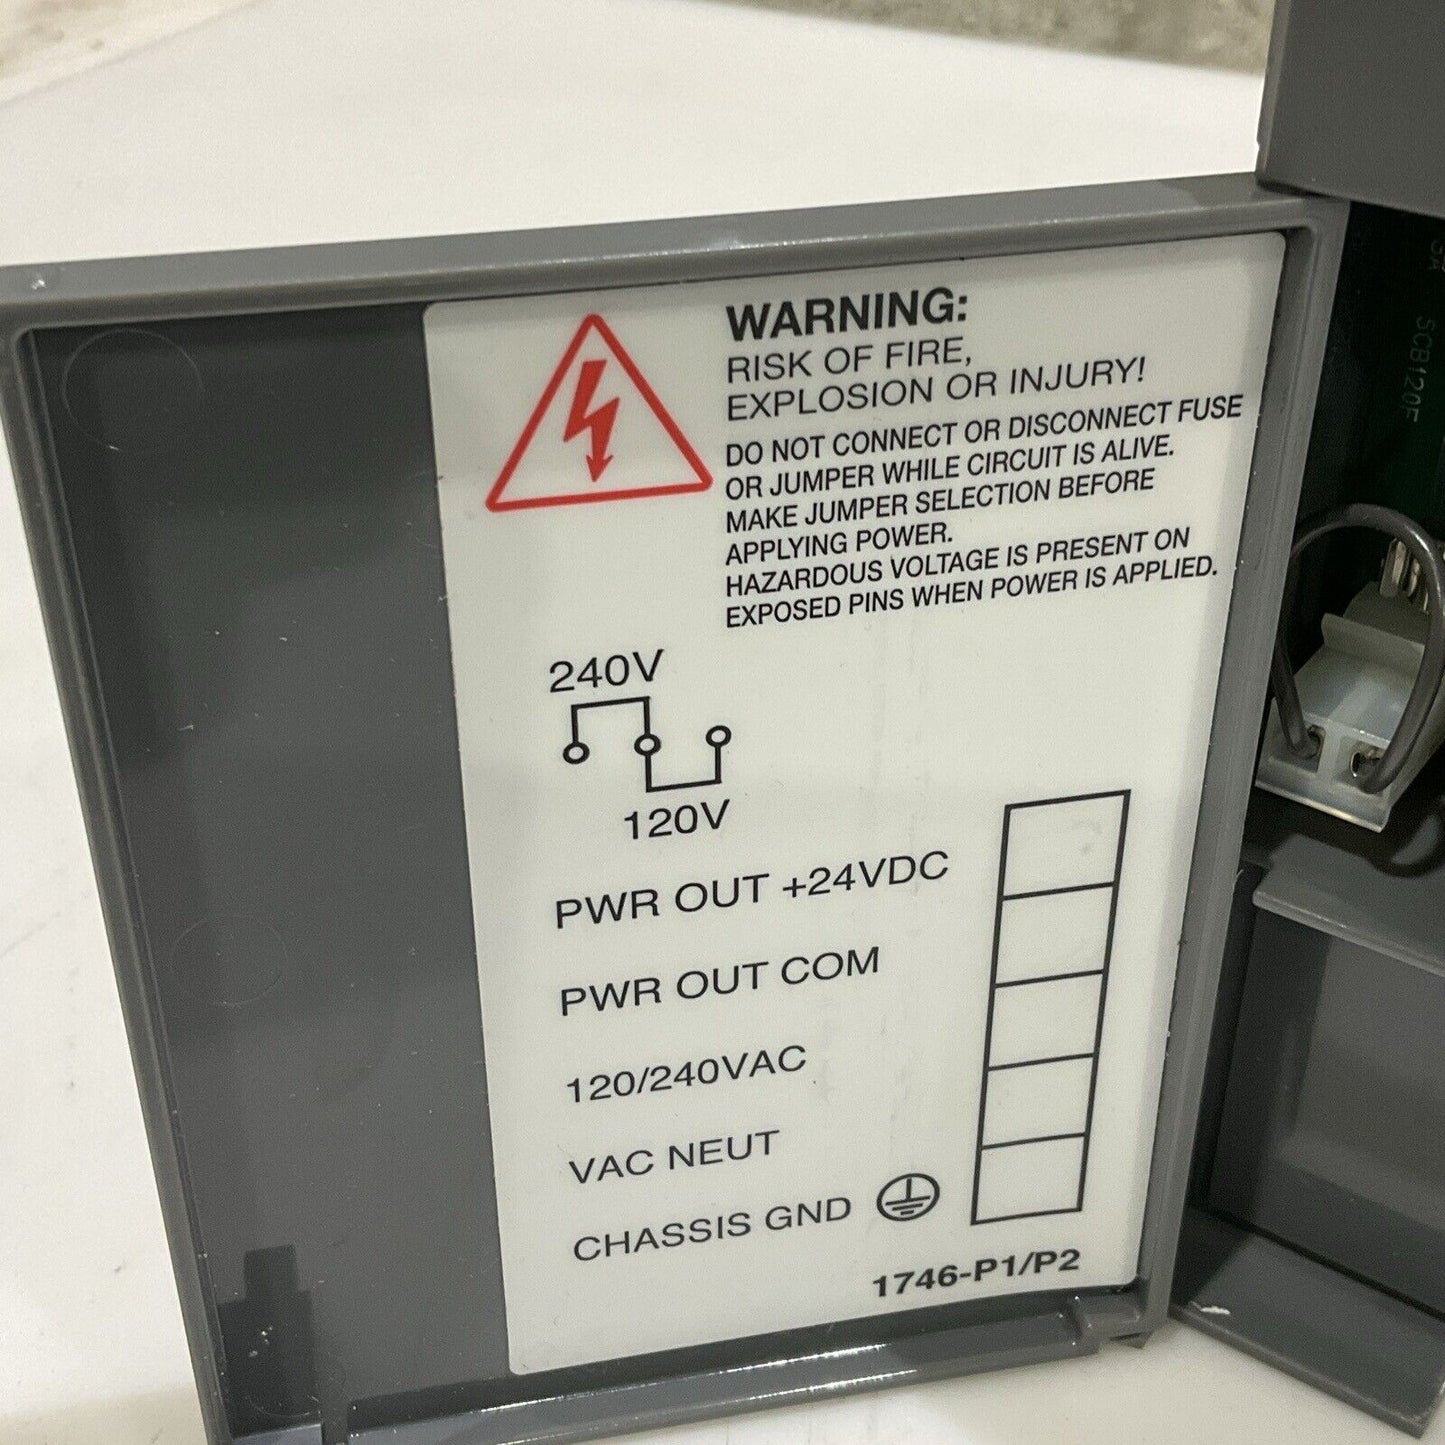 WARNING:
RISK OF FIRE,
EXPLOSION OR INJURY!
DO NOT CONNECT OR DISCONNECT FUSE
OR JUMPER WHILE CIRCUIT IS ALIVE.
MAKE JUMPER SELECTION BEFORE
APPLYING POWER.
HAZARDOUS VOLTAGE IS PRESENT ON
EXPOSED PINS WHEN POWER IS APPLIED.
240V
120V
PWR OUT +24VDC
PWR OUT COM
120/240VAC
VAC NEUT
CHASSIS GND
1746-P1/P2
SCB120F